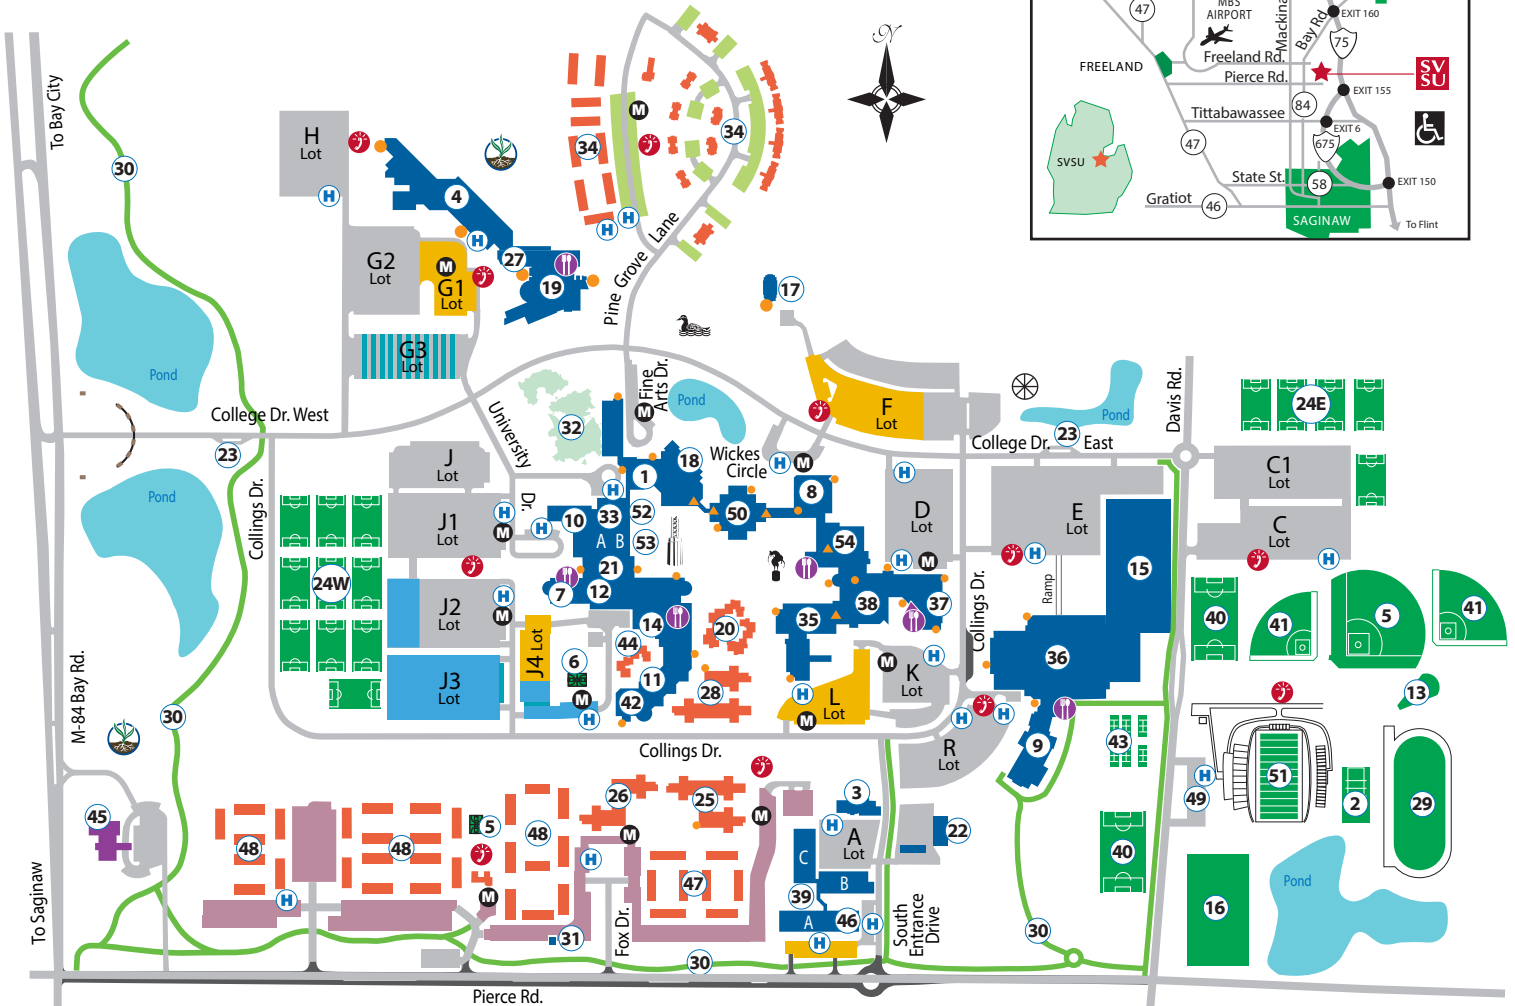 47
MBS
AIRPORT
Mackina
Bay Rd.
EXIT 160
75
FREELAND
Freeland Rd.
Pierce Rd.
SV
SU
EXIT 155
84
Tittabawassee
EXIT 6
47
675
SVSU
State St.
58
EXIT 150
Gratiot
46
SAGINAW
To Flint
N
To Bay City
30
H
Lot
H
4
H
27
19
G2
Lot
M
G1
Lot
G3
Lot
34
M
34
H
H
Pine Grove Lane
17
Pond
College Dr. West
23
University Dr.
32
Fine
Arts Dr.
M
Pond
F
Lot
Pond
College Dr. East
23
Davis Rd.
24E
J
Lot
1
18
Wickes
Circle
H
M
H
8
H
C1
Lot
Pond
Collings Dr.
J1
Lot
H
M
H
10
33
52
A B
53
50
54
D
Lot
H
M
E
Lot
H
C
Lot
H
24W
21
7
12
J2
Lot
H
M
14
20
35
38
37
Collings Dr.
Ramp
15
40
41
5
41
J4 Lot
6
44
J3
Lot
M
H
11
42
28
H
L
Lot
M
M
K
Lot
H
36
H
H
13
M-84 Bay Rd.
30
Collings Dr.
R
Lot
9
43
H
49
51
2
29
45
48
48
5
48
26
25
M
M
3
H
A
Lot
22
C
B
39
A
46
H
H
40
47
H
H
M
31
Fox Dr.
30
South
Entrance
Drive
30
16
Pond
To Saginaw
Pierce Rd.